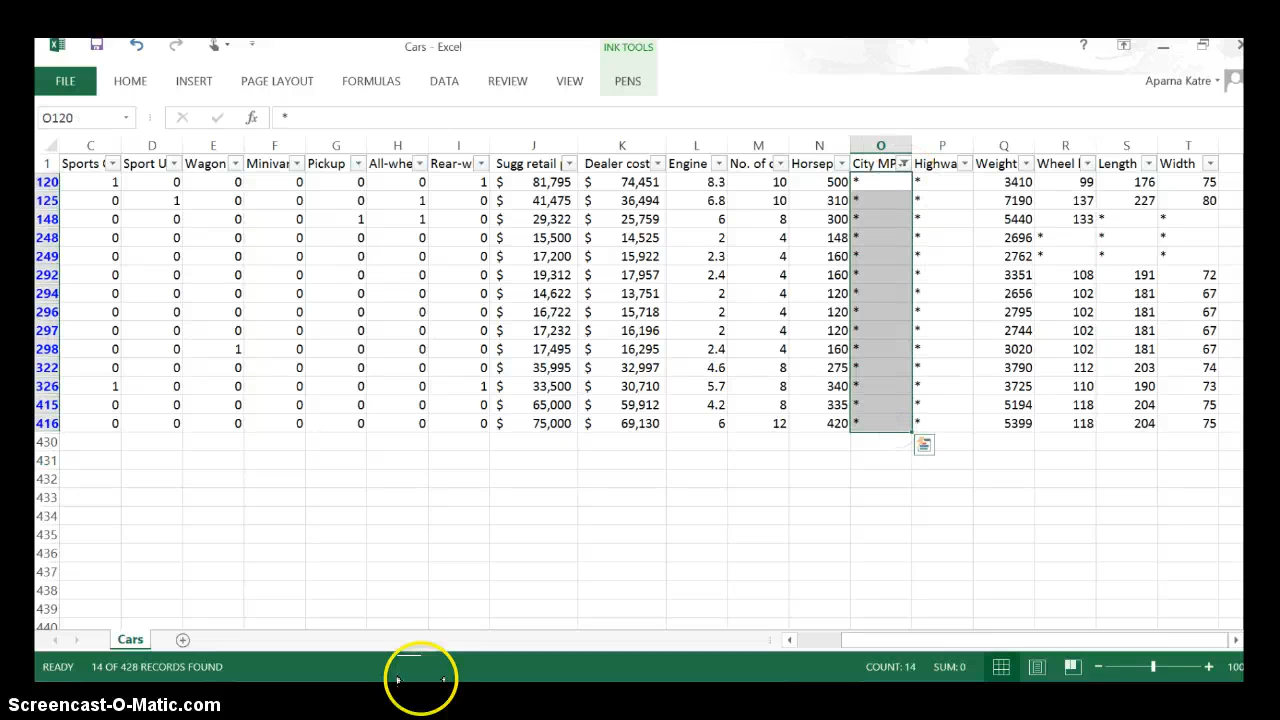 Cars - Excel
INK TOOLS
?
FILE HOME INSERT PAGE LAYOUT FORMULAS DATA REVIEW VIEW PENS Aparna Katre
O120 fx *
C D E F G H I J K L M N O P Q R S T
1 Sports Sport U Wagon Minivar Pickup All-whe Rear-w Sugg retail Dealer cost Engine No. of Horsep City MP Highwa Weight Wheel Length Width
120 1 0 0 0 0 0 1 $ 81,795 $ 74,451 8.3 10 500 * * 3410 99 176 75
125 0 1 0 0 0 1 0 $ 41,475 $ 36,494 6.8 10 310 * * 7190 137 227 80
148 0 0 0 0 1 1 0 $ 29,322 $ 25,759 6 8 300 * * 5440 133 * *
248 0 0 0 0 0 0 0 $ 15,500 $ 14,525 2 4 148 * * 2696 * * *
249 0 0 0 0 0 0 0 $ 17,200 $ 15,922 2.3 4 160 * * 2762 * * *
292 0 0 0 0 0 0 0 $ 19,312 $ 17,957 2.4 4 160 * * 3351 108 191 72
294 0 0 0 0 0 0 0 $ 14,622 $ 13,751 2 4 120 * * 2656 102 181 67
296 0 0 0 0 0 0 0 $ 16,722 $ 15,718 2 4 120 * * 2795 102 181 67
297 0 0 0 0 0 0 0 $ 17,232 $ 16,196 2 4 120 * * 2744 102 181 67
298 0 0 1 0 0 0 0 $ 17,495 $ 16,295 2.4 4 160 * * 3020 102 181 67
322 0 0 0 0 0 0 0 $ 35,995 $ 32,997 4.6 8 275 * * 3790 112 203 74
326 1 0 0 0 0 0 1 $ 33,500 $ 30,710 5.7 8 340 * * 3725 110 190 73
415 0 0 0 0 0 0 0 $ 65,000 $ 59,912 4.2 8 335 * * 5194 118 204 75
416 0 0 0 0 0 0 0 $ 75,000 $ 69,130 6 12 420 * * 5399 118 204 75
430
431
432
433
434
435
436
437
438
439
440
Cars
READY 14 OF 428 RECORDS FOUND COUNT: 14 SUM: 0 100
Screencast-O-Matic.com